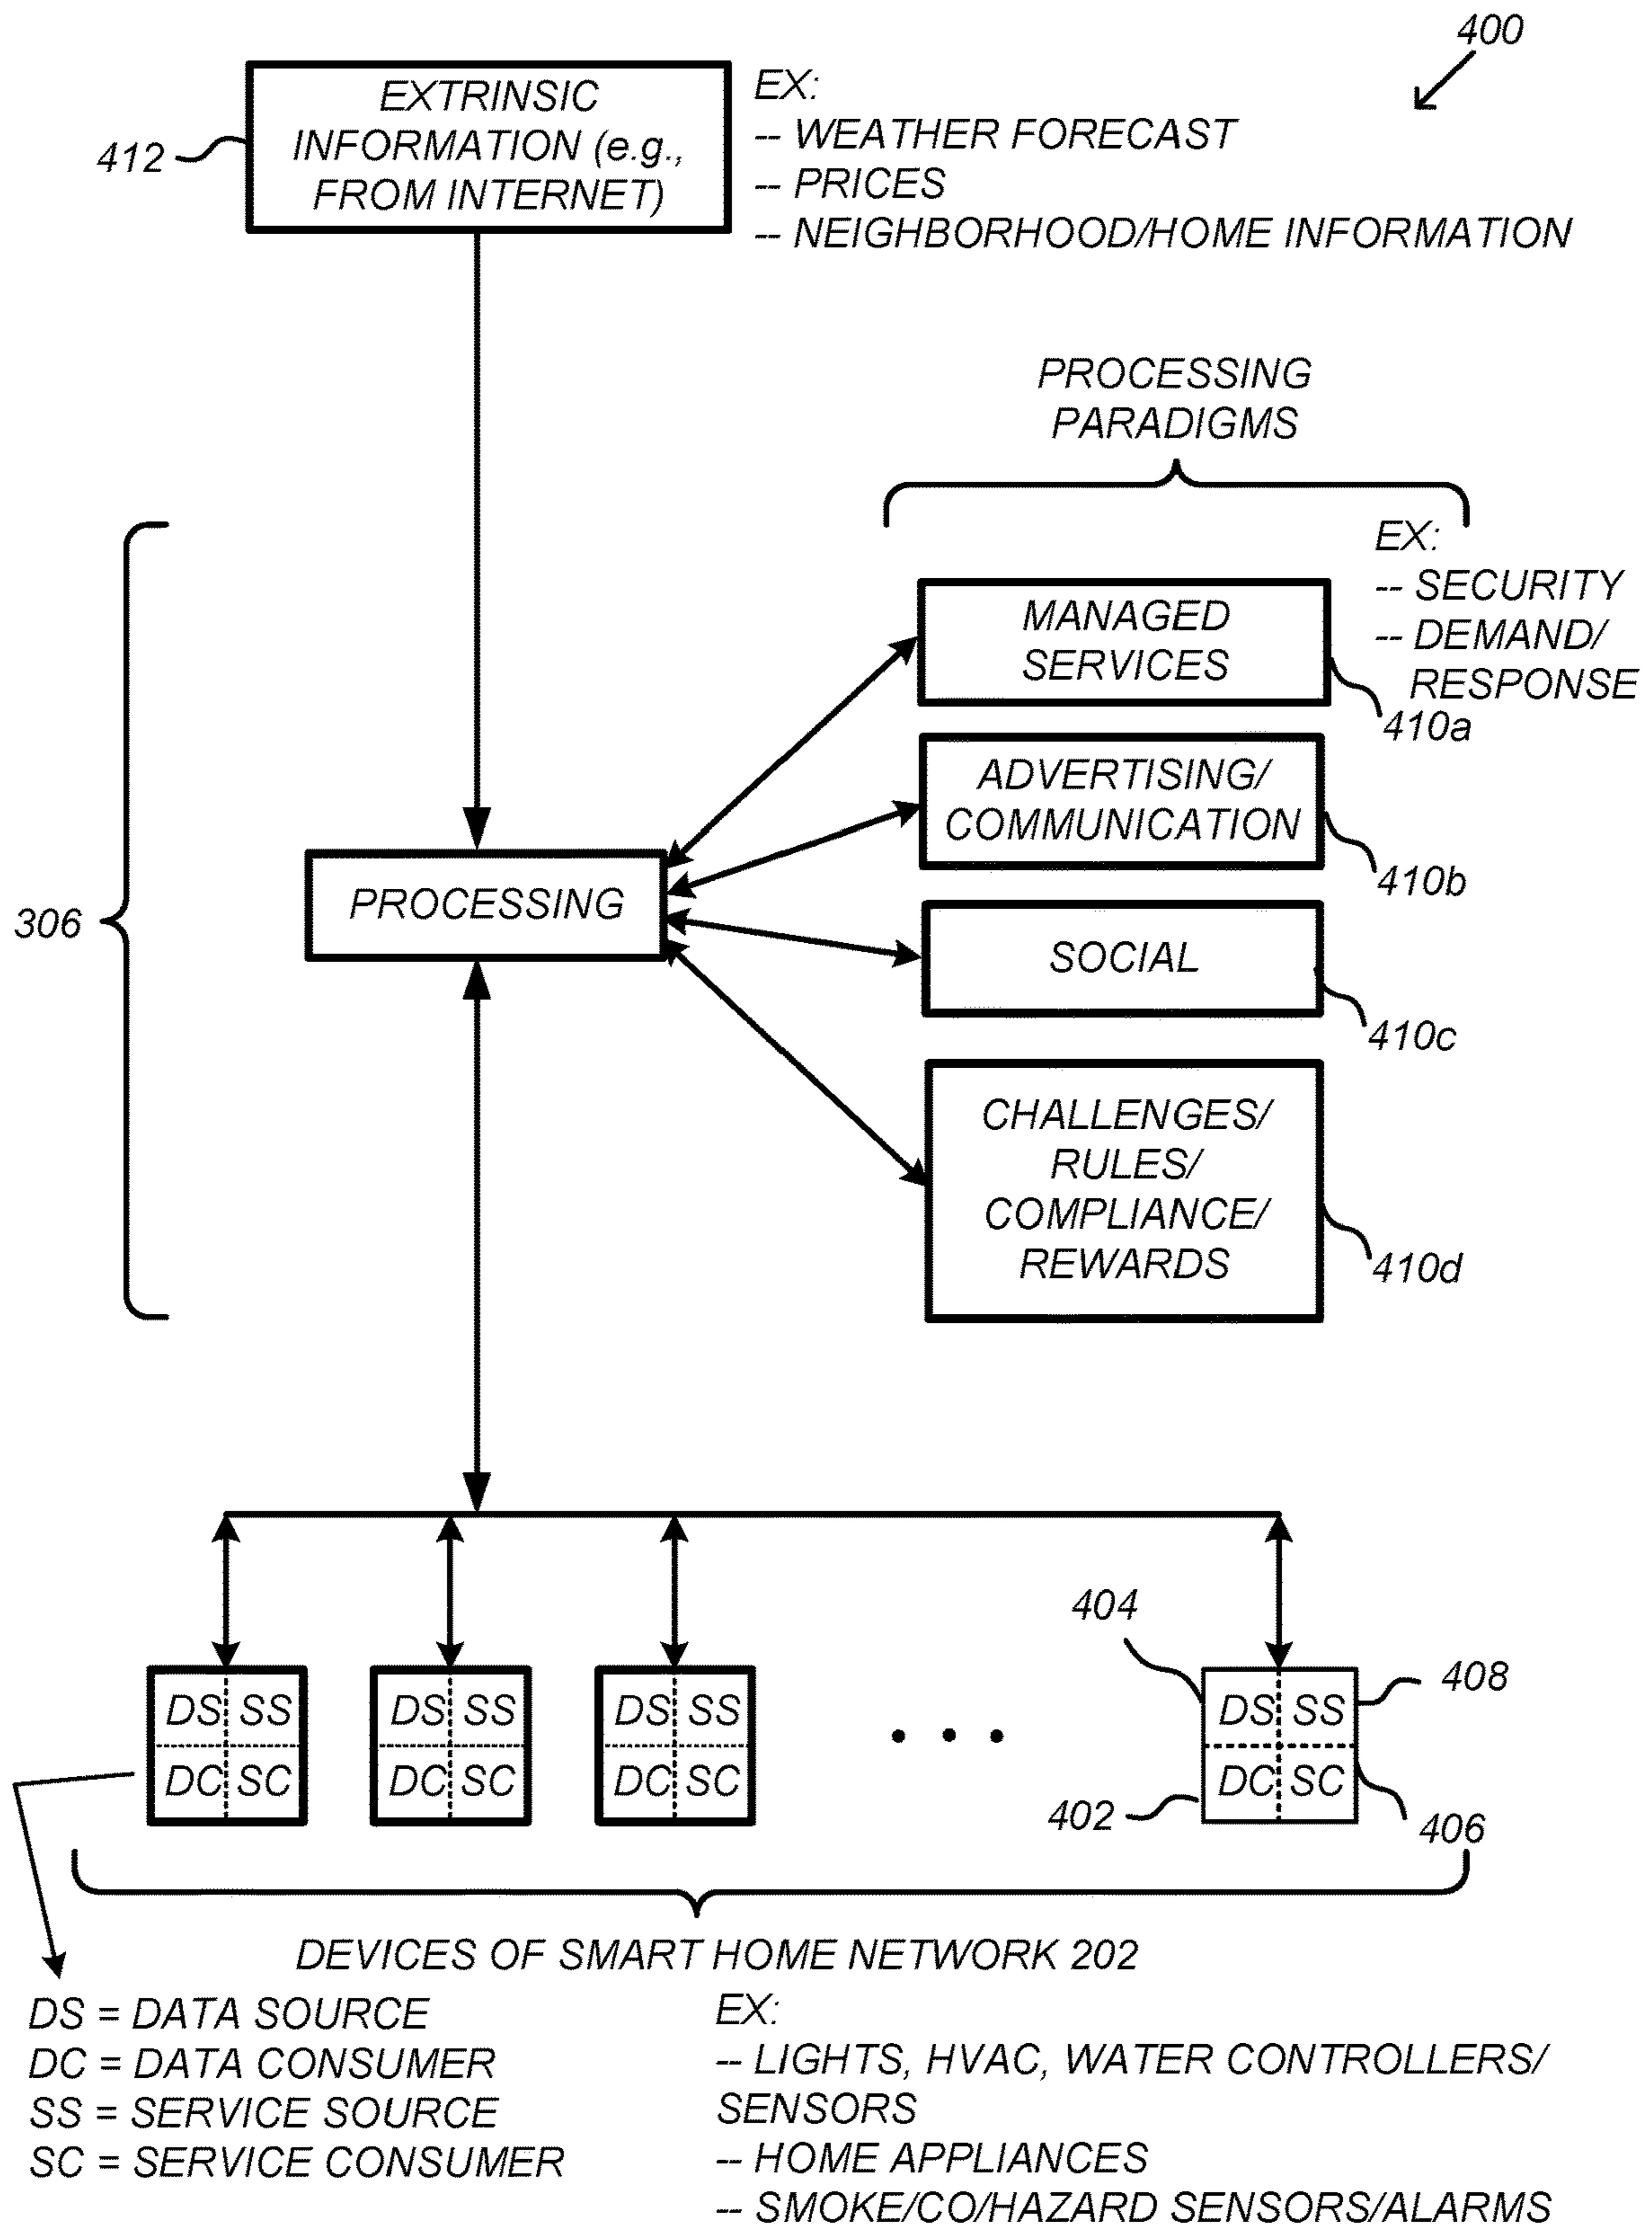 400
EXTRINSIC
INFORMATION (e.g.,
FROM INTERNET)
412
EX:
-- WEATHER FORECAST
-- PRICES
-- NEIGHBORHOOD/HOME INFORMATION
PROCESSING
PARADIGMS
EX:
-- SECURITY
-- DEMAND/
RESPONSE
MANAGED
SERVICES
410a
ADVERTISING/
COMMUNICATION
410b
PROCESSING
306
SOCIAL
410c
CHALLENGES/
RULES/
COMPLIANCE/
REWARDS
410d
404
408
DS SS
DC SC
DS SS
DC SC
DS SS
DC SC
. . .
DS SS
DC SC
402
406
DEVICES OF SMART HOME NETWORK 202
DS = DATA SOURCE
DC = DATA CONSUMER
SS = SERVICE SOURCE
SC = SERVICE CONSUMER
EX:
-- LIGHTS, HVAC, WATER CONTROLLERS/
SENSORS
-- HOME APPLIANCES
-- SMOKE/CO/HAZARD SENSORS/ALARMS